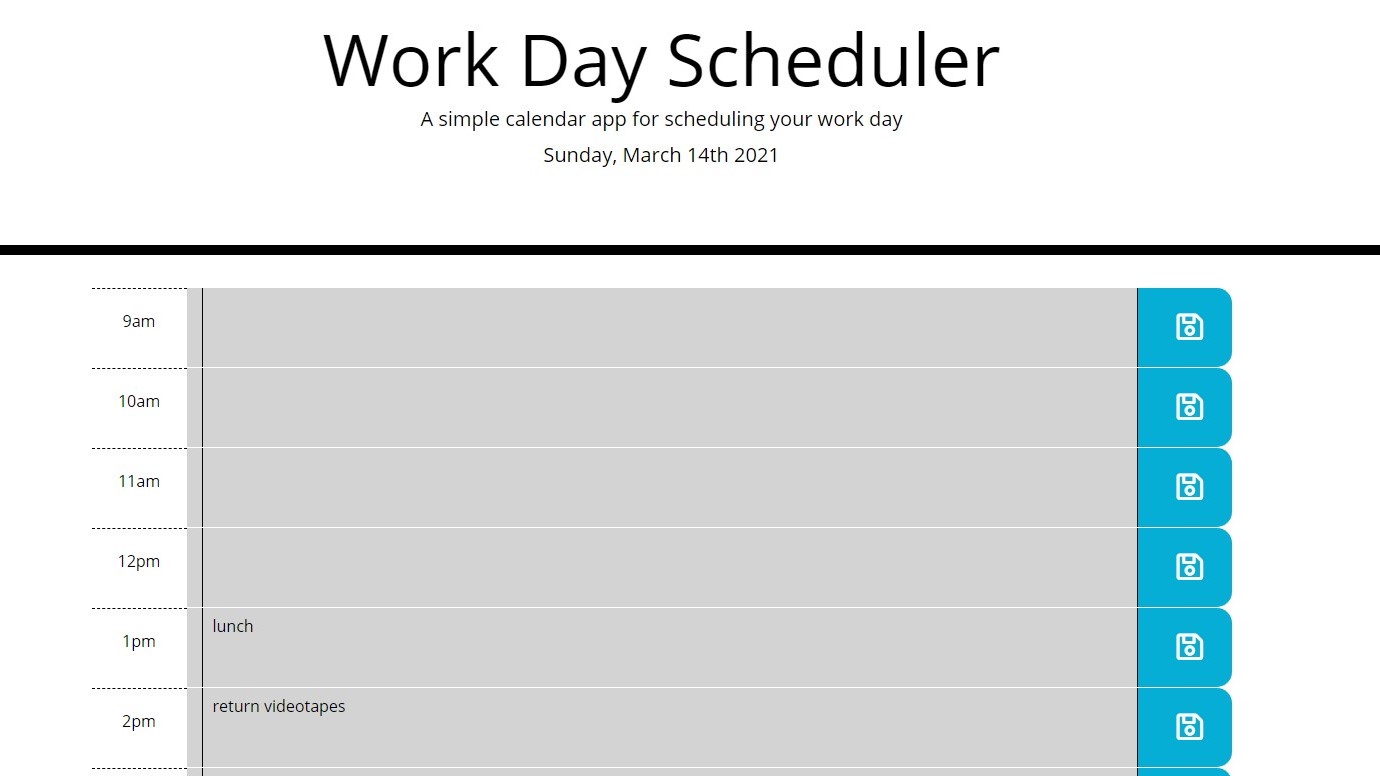 Work Day Scheduler
A simple calendar app for scheduling your work day
Sunday, March 14th 2021
9am
10am
11am
12pm
1pm
lunch
2pm
return videotapes